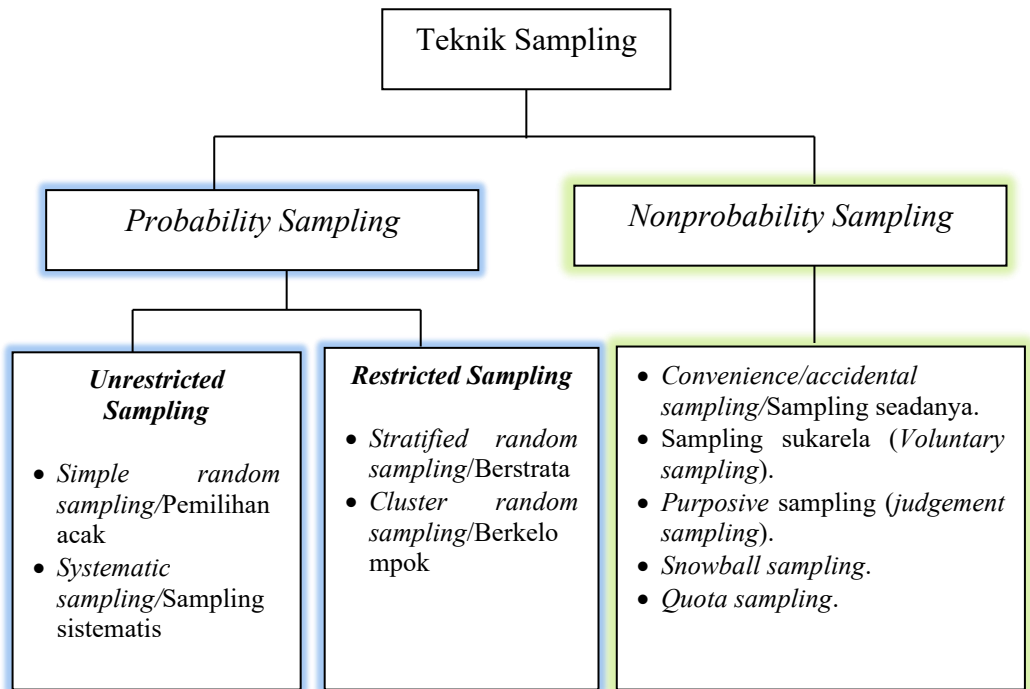 Teknik Sampling
Probability Sampling
Nonprobability Sampling
Unrestricted
Sampling
• Simple random
sampling/Pemilihan
acak
• Systematic
sampling/Sampling
sistematis
Restricted Sampling
• Stratified random
sampling/Berstrata
• Cluster random
sampling/Berkelo
mpok
• Convenience/accidental
sampling/Sampling seadanya.
• Sampling sukarela (Voluntary
sampling).
• Purposive sampling (judgement
sampling).
• Snowball sampling.
• Quota sampling.